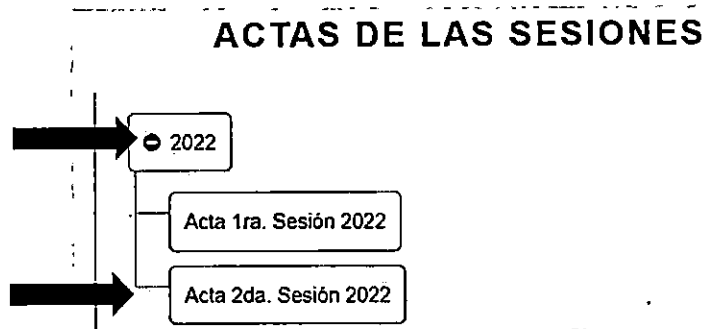 ACTAS DE LAS SESIONES
2022
Acta 1ra. Sesión 2022
Acta 2da. Sesión 2022